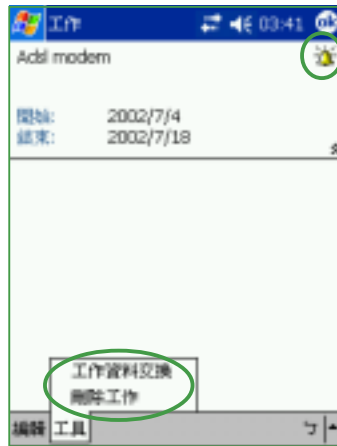 工作 03:41 ok
Adsl modem
開始: 2002/7/4
結束: 2002/7/18
工作資料交換
刪除工作
編輯 工具 ㄅ